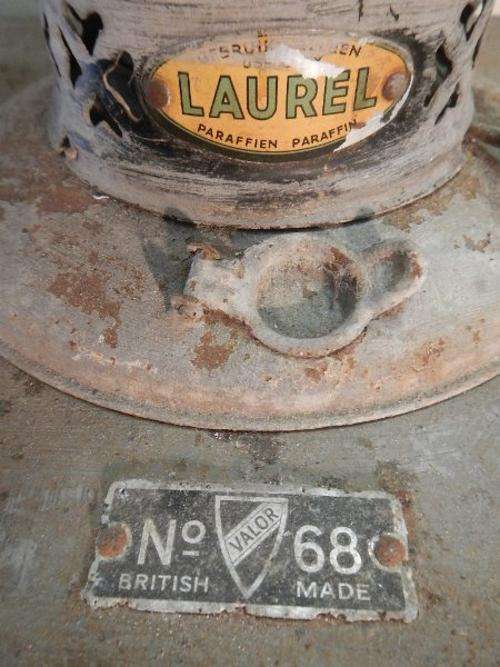 LAUREL
PARAFFIEN PARAFFIN
Nº VALOR 68
BRITISH MADE